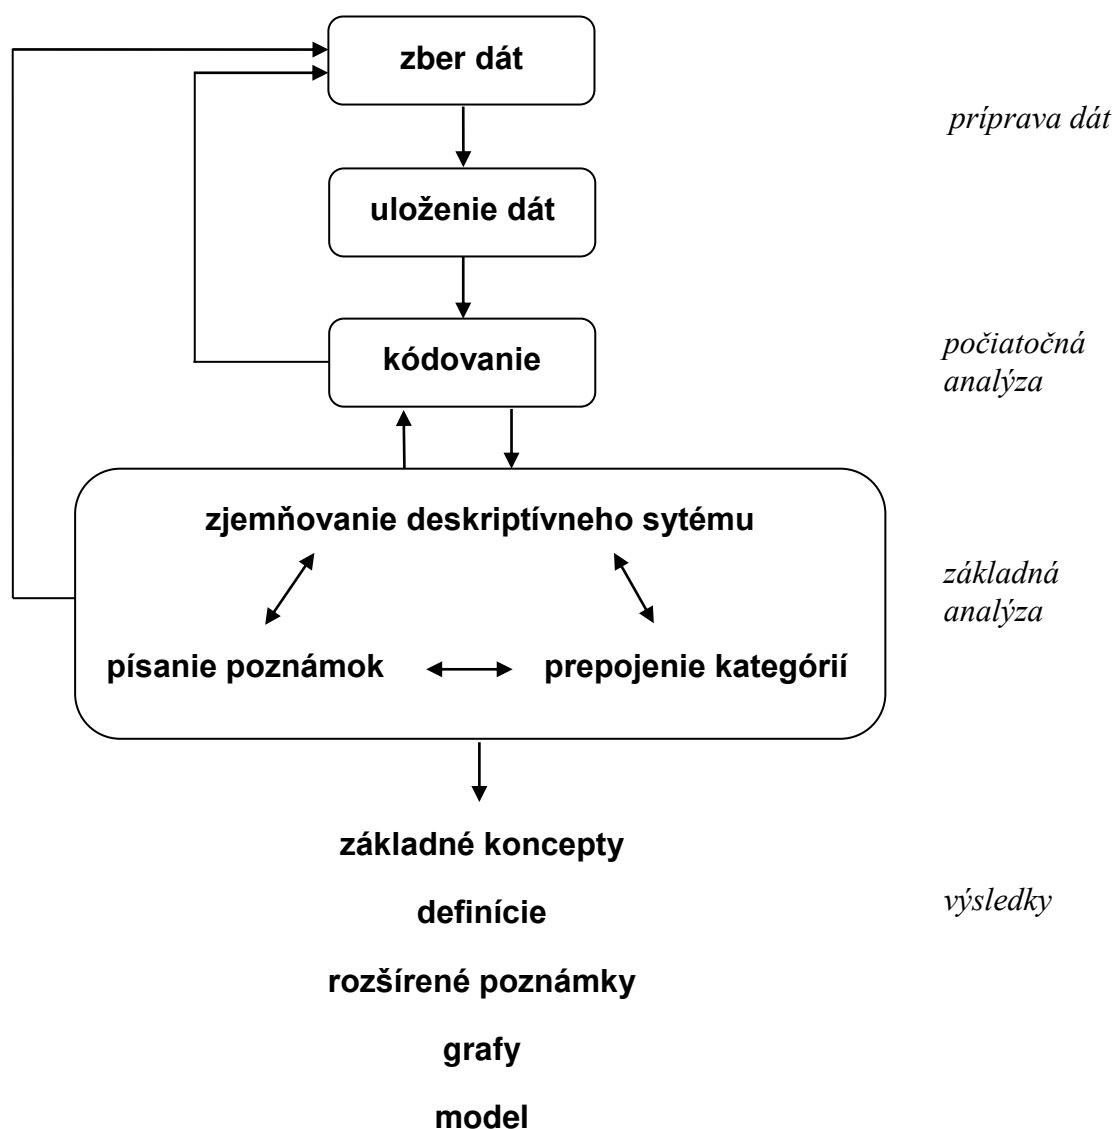 zber dát
príprava dát
uloženie dát
kódovanie
počiatočná
analýza
zjemňovanie deskriptívneho sytému
základná
analýza
písanie poznámok
prepojenie kategórií
základné koncepty
definície
výsledky
rozšírené poznámky
grafy
model